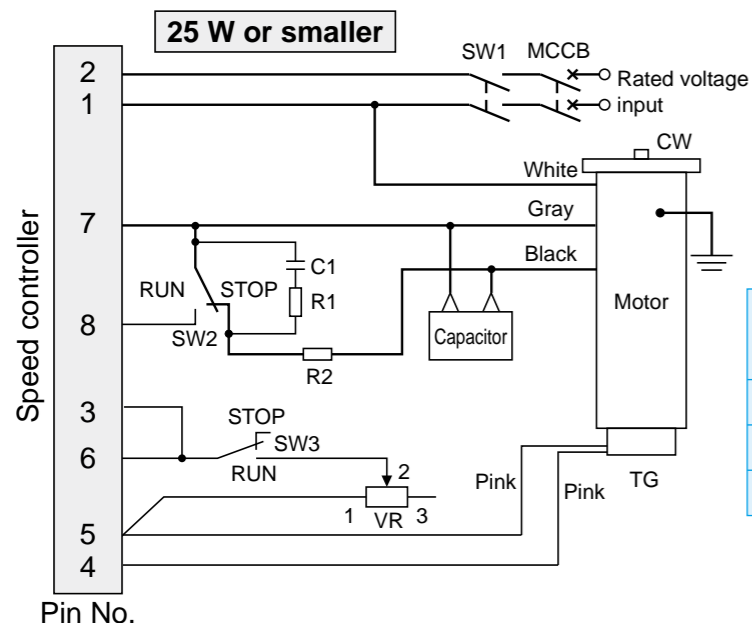 25 W or smaller
SW1 MCCB
2 Rated voltage
1 input
CW
White
7 Gray
Black
C1
RUN STOP R1 Motor
8 SW2 Capacitor
R2
Speed controller
3 STOP
SW3
6 RUN 2
Pink Pink TG
1 VR 3
5
4
Pin No.